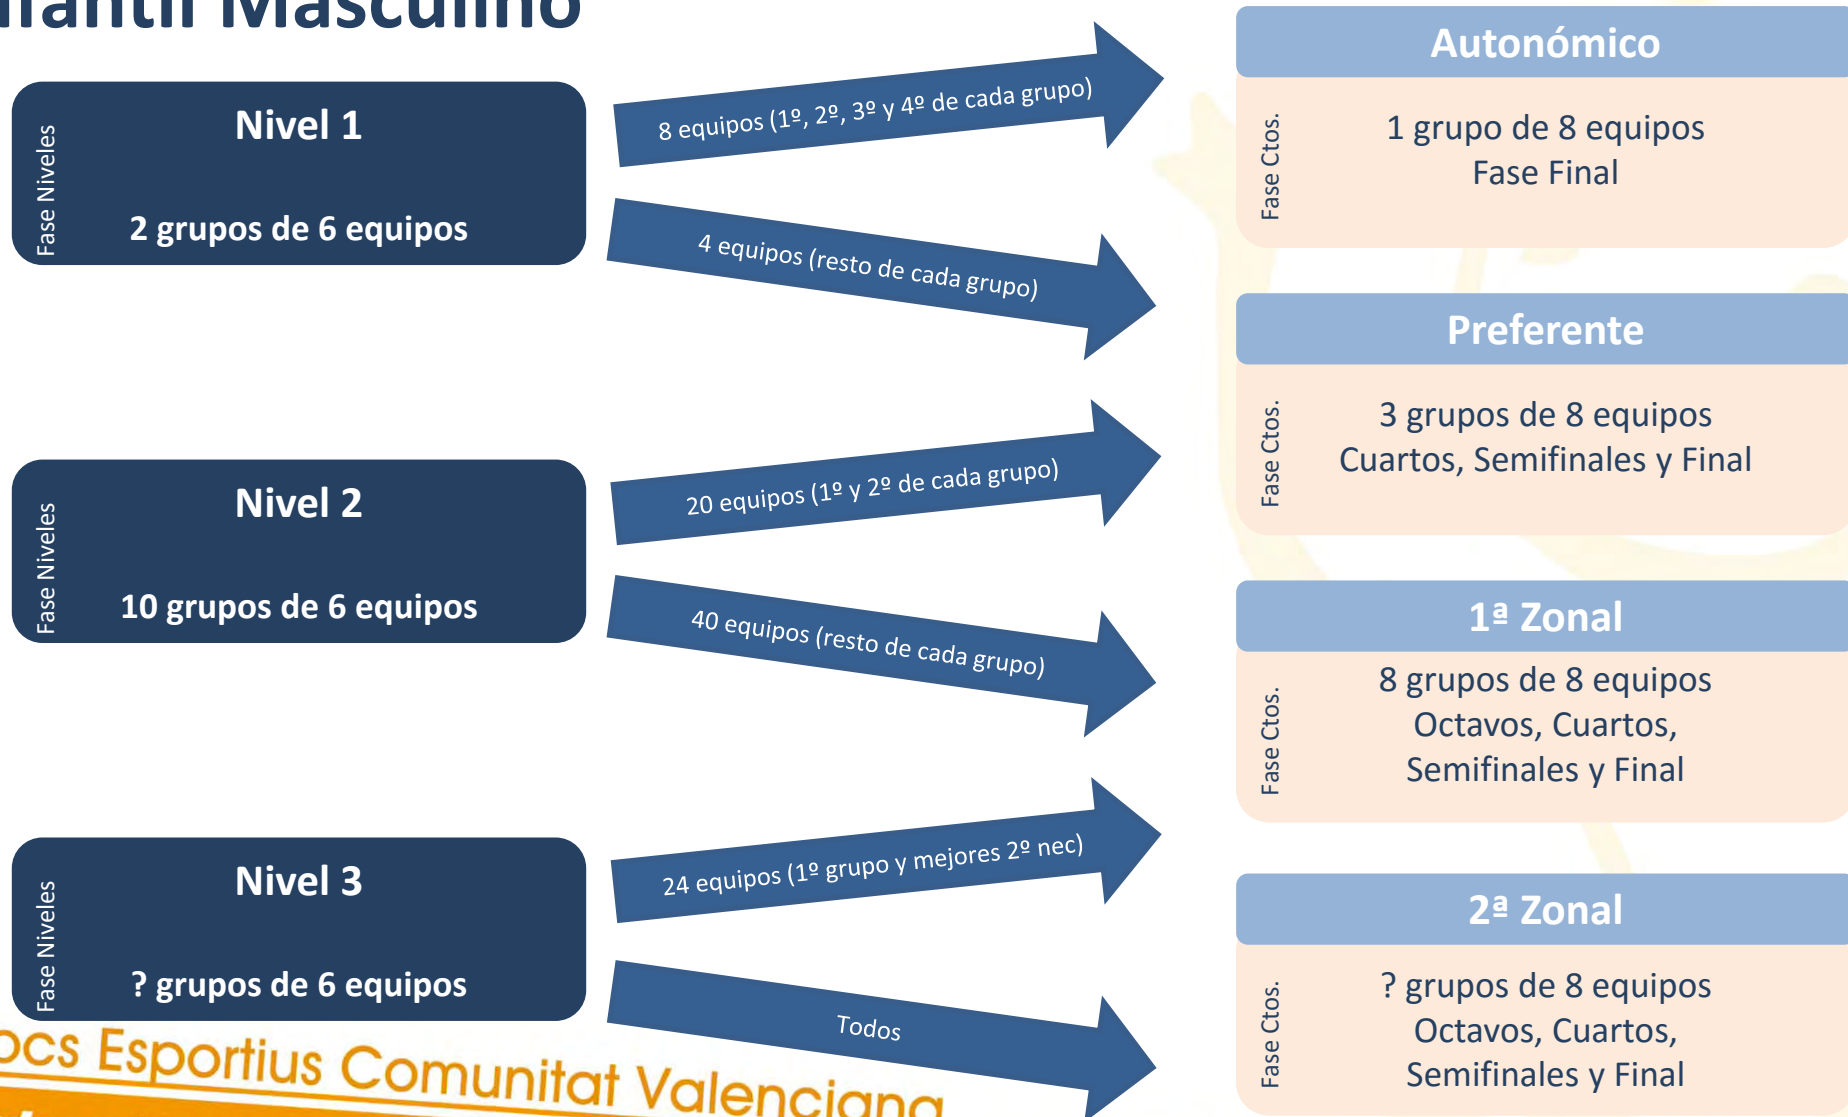 Infantil Masculino
Nivel 1
Fase Niveles
2 grupos de 6 equipos
8 equipos (1º, 2º, 3º y 4º de cada grupo)
4 equipos (resto de cada grupo)
Autonómico
Fase Ctos.
1 grupo de 8 equipos
Fase Final
Preferente
Fase Ctos.
3 grupos de 8 equipos
Cuartos, Semifinales y Final
Nivel 2
Fase Niveles
10 grupos de 6 equipos
20 equipos (1º y 2º de cada grupo)
40 equipos (resto de cada grupo)
1ª Zonal
Fase Ctos.
8 grupos de 8 equipos
Octavos, Cuartos,
Semifinales y Final
Nivel 3
Fase Niveles
? grupos de 6 equipos
24 equipos (1º grupo y mejores 2º nec)
Todos
2ª Zonal
Fase Ctos.
? grupos de 8 equipos
Octavos, Cuartos,
Semifinales y Final
ocs Esportius Comunitat Valenciana